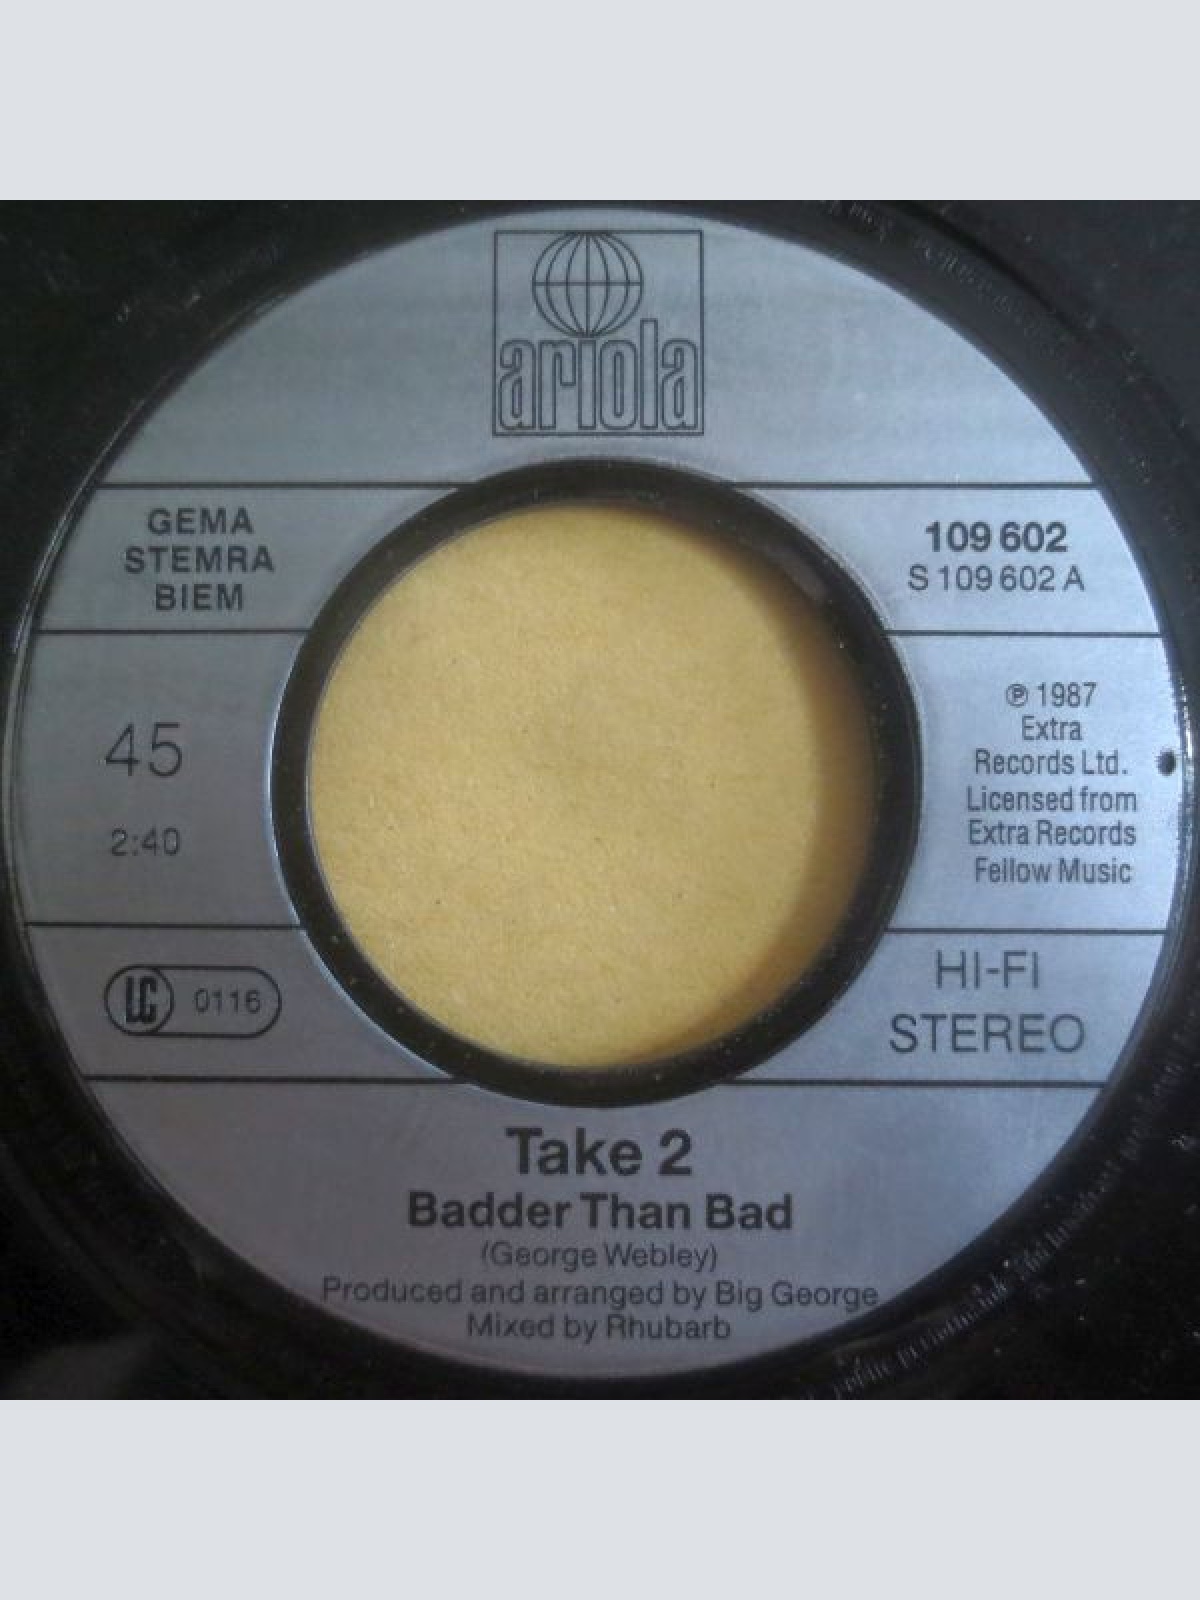 ariola
GEMA
STEMRA
BIEM
109 602
S 109 602 A
45
2:40
℗ 1987
Extra
Records Ltd.
Licensed from
Extra Records
Fellow Music
LC 0116
HI-FI
STEREO
Take 2
Badder Than Bad
(George Webley)
Produced and arranged by Big George
Mixed by Rhubarb